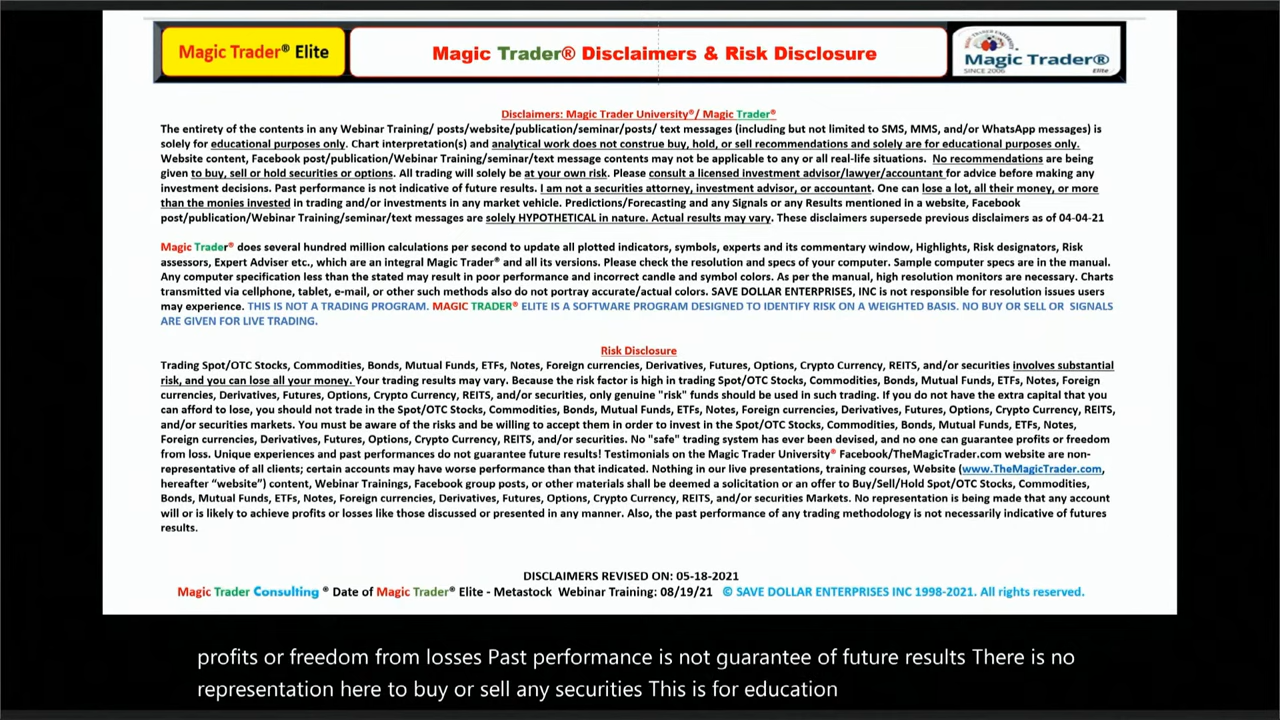 Magic Trader® Elite
Magic Trader® Disclaimers & Risk Disclosure
MAGIC TRADER UNIVERSITY
Magic Trader®
SINCE 2006
Elite
Disclaimers: Magic Trader University®/ Magic Trader®
The entirety of the contents in any Webinar Training/ posts/website/publication/seminar/posts/ text messages (including but not limited to SMS, MMS, and/or WhatsApp messages) is
solely for educational purposes only. Chart interpretation(s) and analytical work does not construe buy, hold, or sell recommendations and solely are for educational purposes only.
Website content, Facebook post/publication/Webinar Training/seminar/text message contents may not be applicable to any or all real-life situations. No recommendations are being
given to buy, sell or hold securities or options. All trading will solely be at your own risk. Please consult a licensed investment advisor/lawyer/accountant for advice before making any
investment decisions. Past performance is not indicative of future results. I am not a securities attorney, investment advisor, or accountant. One can lose a lot, all their money, or more
than the monies invested in trading and/or investments in any market vehicle. Predictions/Forecasting and any Signals or any Results mentioned in a website, Facebook
post/publication/Webinar Training/seminar/text messages are solely HYPOTHETICAL in nature. Actual results may vary. These disclaimers supersede previous disclaimers as of 04-04-21
Magic Trader® does several hundred million calculations per second to update all plotted indicators, symbols, experts and its commentary window, Highlights, Risk designators, Risk
assessors, Expert Adviser etc., which are an integral Magic Trader® and all its versions. Please check the resolution and specs of your computer. Sample computer specs are in the manual.
Any computer specification less than the stated may result in poor performance and incorrect candle and symbol colors. As per the manual, high resolution monitors are necessary. Charts
transmitted via cellphone, tablet, e-mail, or other such methods also do not portray accurate/actual colors. SAVE DOLLAR ENTERPRISES, INC is not responsible for resolution issues users
may experience. THIS IS NOT A TRADING PROGRAM. MAGIC TRADER® ELITE IS A SOFTWARE PROGRAM DESIGNED TO IDENTIFY RISK ON A WEIGHTED BASIS. NO BUY OR SELL OR SIGNALS
ARE GIVEN FOR LIVE TRADING.
Risk Disclosure
Trading Spot/OTC Stocks, Commodities, Bonds, Mutual Funds, ETFs, Notes, Foreign currencies, Derivatives, Futures, Options, Crypto Currency, REITS, and/or securities involves substantial
risk, and you can lose all your money. Your trading results may vary. Because the risk factor is high in trading Spot/OTC Stocks, Commodities, Bonds, Mutual Funds, ETFs, Notes, Foreign
currencies, Derivatives, Futures, Options, Crypto Currency, REITS, and/or securities, only genuine "risk" funds should be used in such trading. If you do not have the extra capital that you
can afford to lose, you should not trade in the Spot/OTC Stocks, Commodities, Bonds, Mutual Funds, ETFs, Notes, Foreign currencies, Derivatives, Futures, Options, Crypto Currency, REITS,
and/or securities markets. You must be aware of the risks and be willing to accept them in order to invest in the Spot/OTC Stocks, Commodities, Bonds, Mutual Funds, ETFs, Notes,
Foreign currencies, Derivatives, Futures, Options, Crypto Currency, REITS, and/or securities. No "safe" trading system has ever been devised, and no one can guarantee profits or freedom
from loss. Unique experiences and past performances do not guarantee future results! Testimonials on the Magic Trader University® Facebook/TheMagicTrader.com website are non-
representative of all clients; certain accounts may have worse performance than that indicated. Nothing in our live presentations, training courses, Website (www.TheMagicTrader.com,
hereafter “website”) content, Webinar Trainings, Facebook group posts, or other materials shall be deemed a solicitation or an offer to Buy/Sell/Hold Spot/OTC Stocks, Commodities,
Bonds, Mutual Funds, ETFs, Notes, Foreign currencies, Derivatives, Futures, Options, Crypto Currency, REITS, and/or securities Markets. No representation is being made that any account
will or is likely to achieve profits or losses like those discussed or presented in any manner. Also, the past performance of any trading methodology is not necessarily indicative of futures
results.
DISCLAIMERS REVISED ON: 05-18-2021
Magic Trader Consulting ® Date of Magic Trader® Elite - Metastock Webinar Training: 08/19/21 © SAVE DOLLAR ENTERPRISES INC 1998-2021. All rights reserved.
profits or freedom from losses Past performance is not guarantee of future results There is no
representation here to buy or sell any securities This is for education